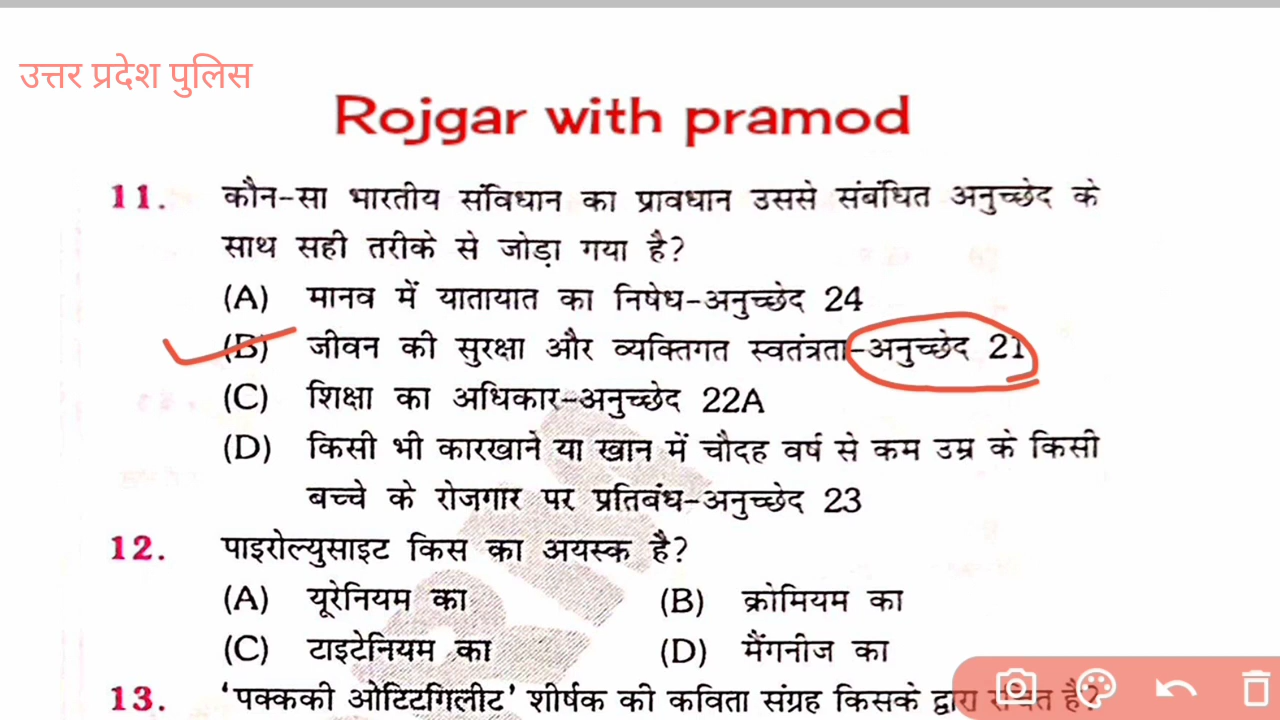 उत्तर प्रदेश पुलिस
Rojgar with pramod
11. कौन-सा भारतीय संविधान का प्रावधान उससे संबंधित अनुच्छेद के
साथ सही तरीके से जोड़ा गया है?
(A) मानव में यातायात का निषेध-अनुच्छेद 24
(B) जीवन की सुरक्षा और व्यक्तिगत स्वतंत्रता-अनुच्छेद 21
(C) शिक्षा का अधिकार-अनुच्छेद 22A
(D) किसी भी कारखाने या खान में चौदह वर्ष से कम उम्र के किसी
बच्चे के रोजगार पर प्रतिबंध-अनुच्छेद 23
12. पाइरोल्युसाइट किस का अयस्क है?
(A) यूरेनियम का (B) क्रोमियम का
(C) टाइटेनियम का (D) मैंगनीज का
13. 'पक्ककी ओटिटगिलीट' शीर्षक की कविता संग्रह किसके द्वारा रचित है?